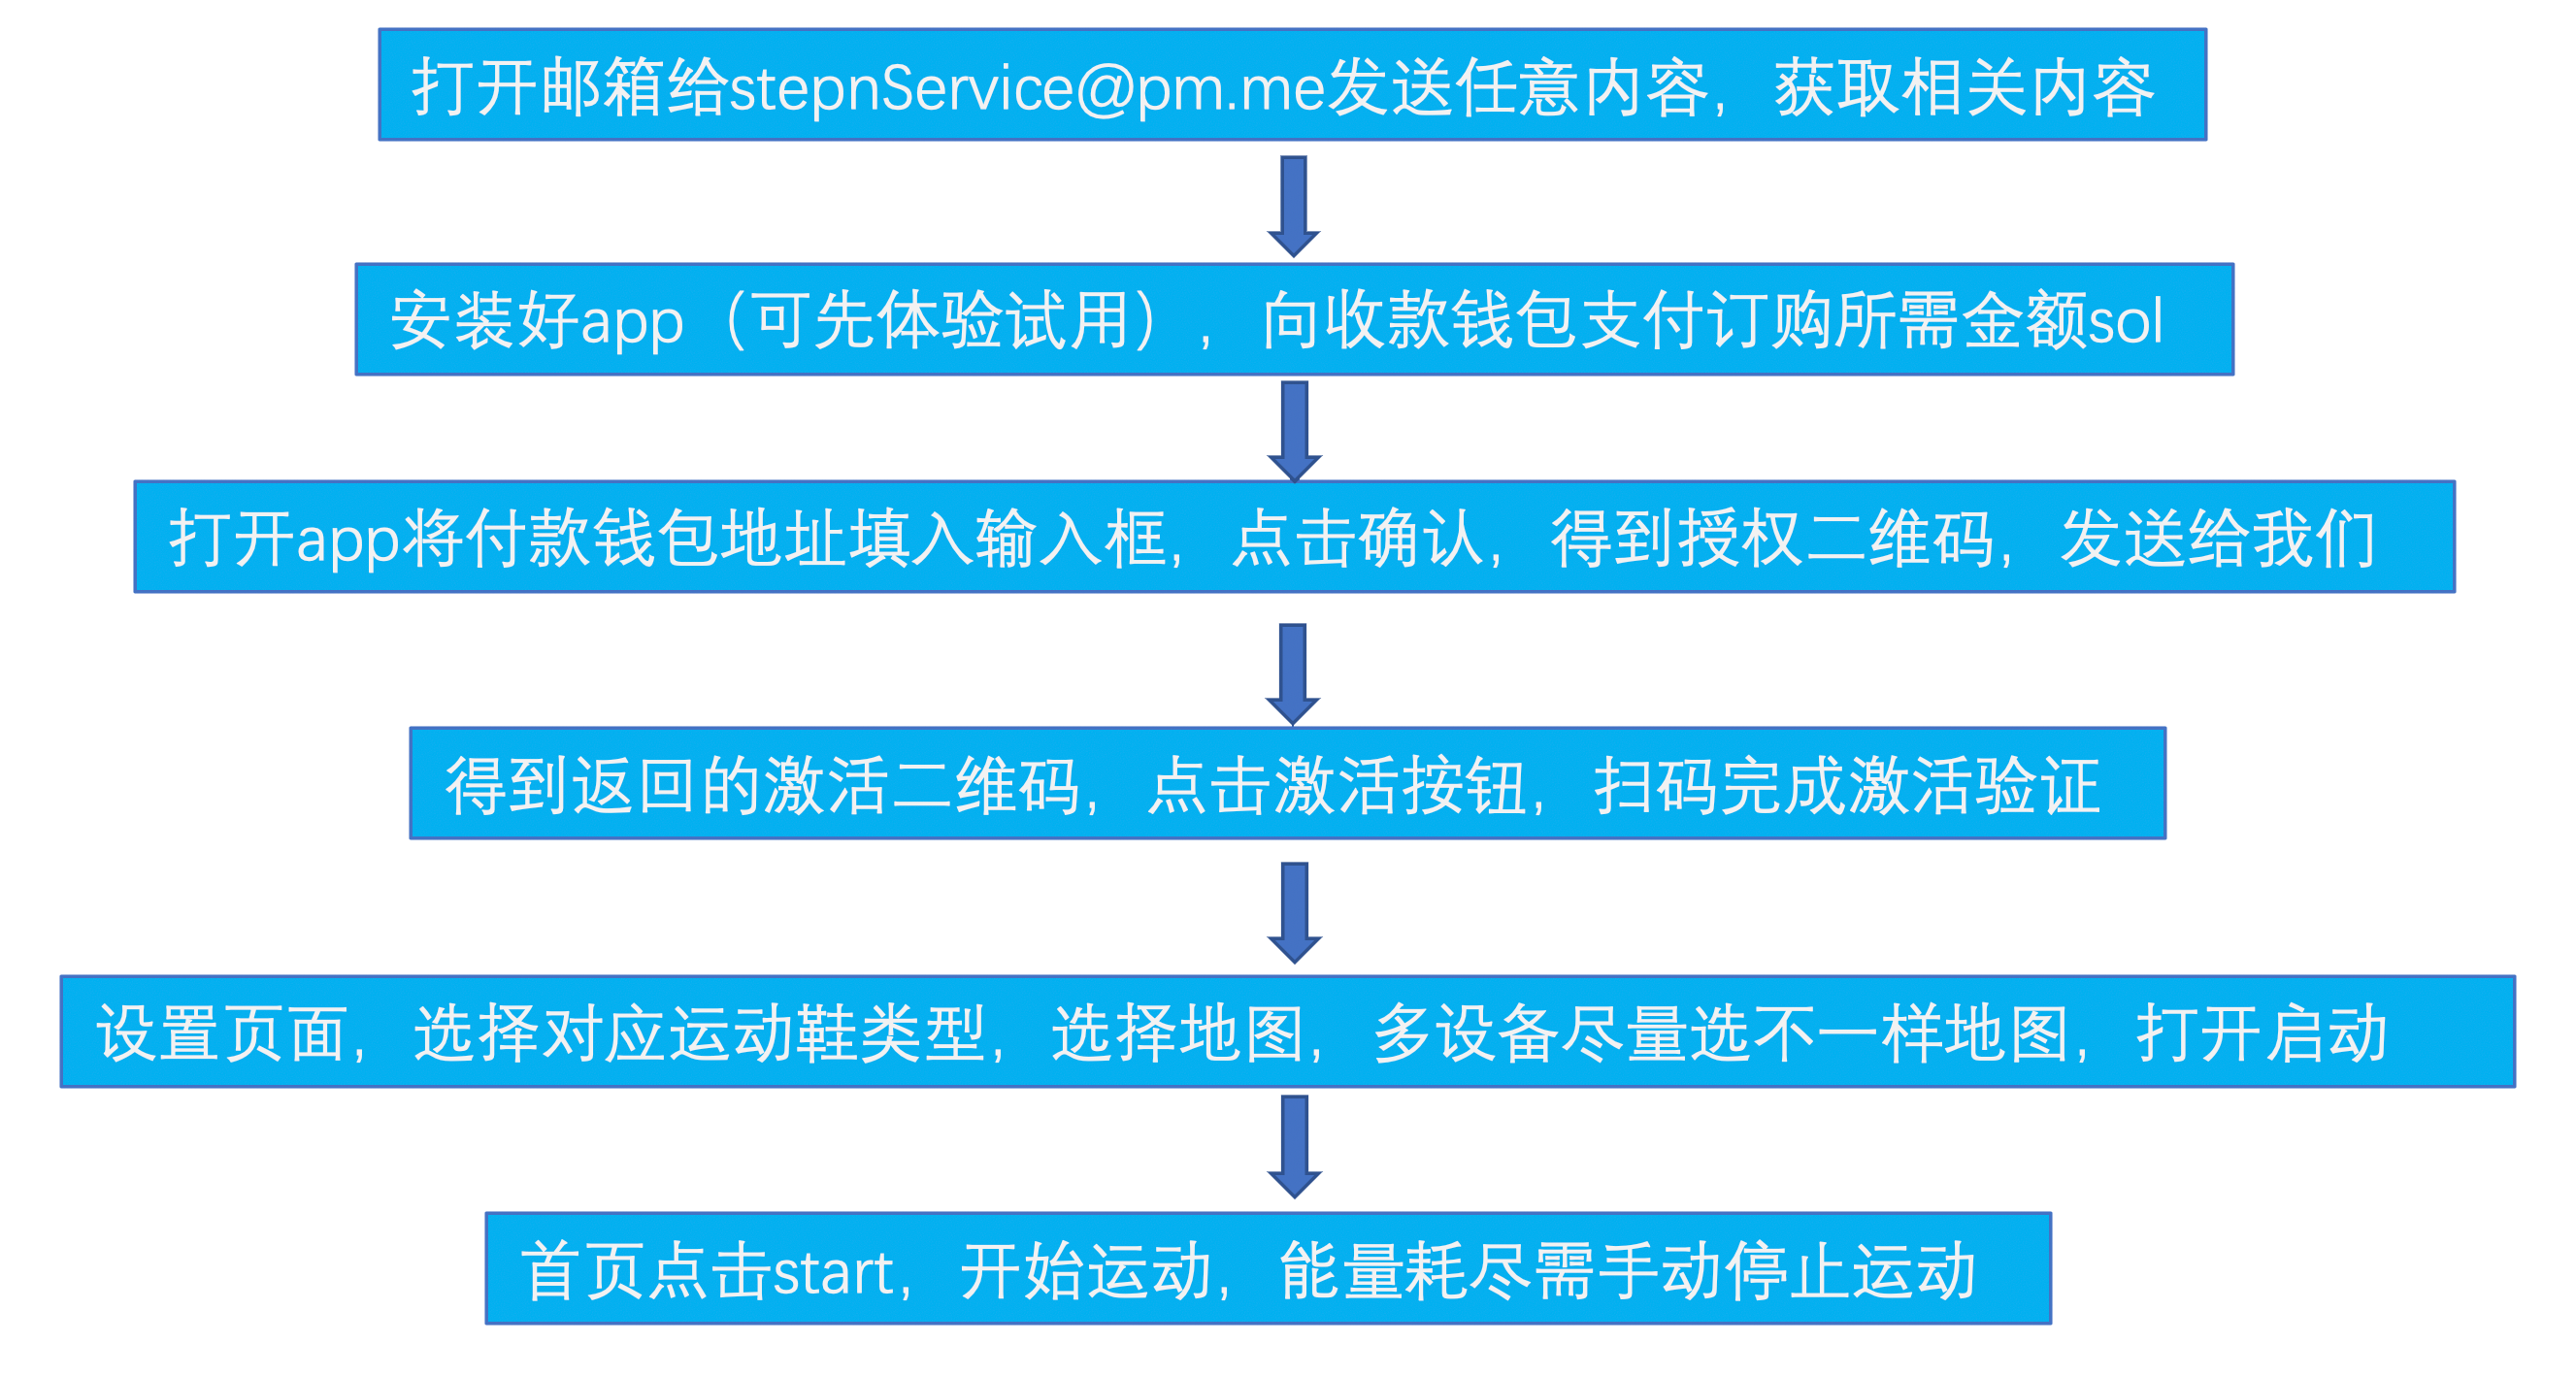 打开邮箱给stepnService@pm.me发送任意内容，获取相关内容
安装好app（可先体验试用），向收款钱包支付订购所需金额sol
打开app将付款钱包地址填入输入框，点击确认，得到授权二维码，发送给我们
得到返回的激活二维码，点击激活按钮，扫码完成激活验证
设置页面，选择对应运动鞋类型，选择地图，多设备尽量选不一样地图，打开启动
首页点击start，开始运动，能量耗尽需手动停止运动